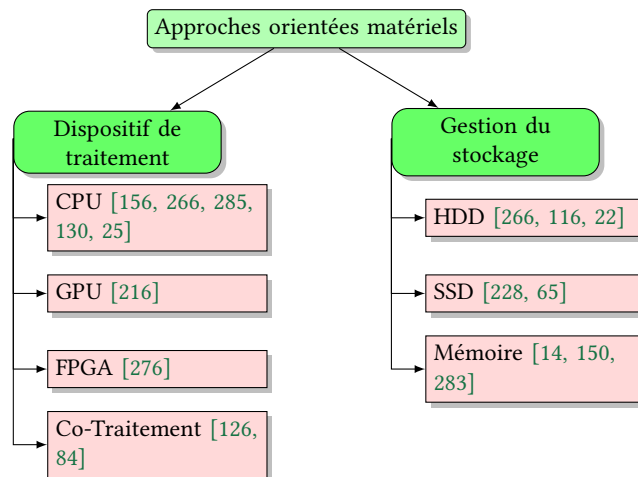 Approches orientées matériels
Dispositif de
traitement
CPU [156, 266, 285,
130, 25]
GPU [216]
FPGA [276]
Co-Traitement [126,
84]
Gestion du
stockage
HDD [266, 116, 22]
SSD [228, 65]
Mémoire [14, 150,
283]